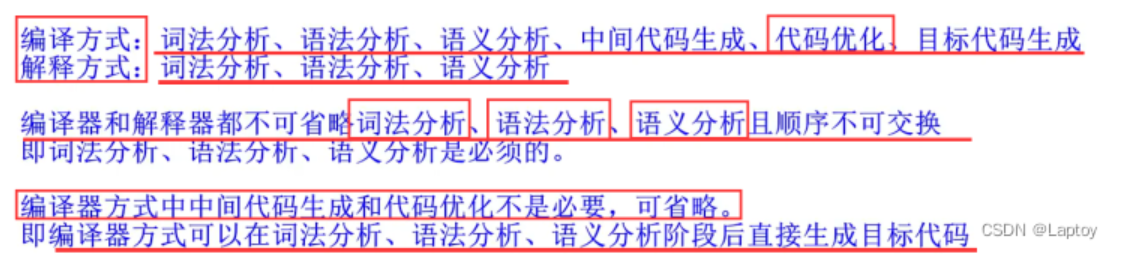 编译方式：词法分析、语法分析、语义分析、中间代码生成、代码优化、目标代码生成
解释方式：词法分析、语法分析、语义分析
编译器和解释器都不可省略词法分析、语法分析、语义分析且顺序不可交换
即词法分析、语法分析、语义分析是必须的。
编译器方式中中间代码生成和代码优化不是必要，可省略。
即编译器方式可以在词法分析、语法分析、语义分析阶段后直接生成目标代码
CSDN @Laptoy